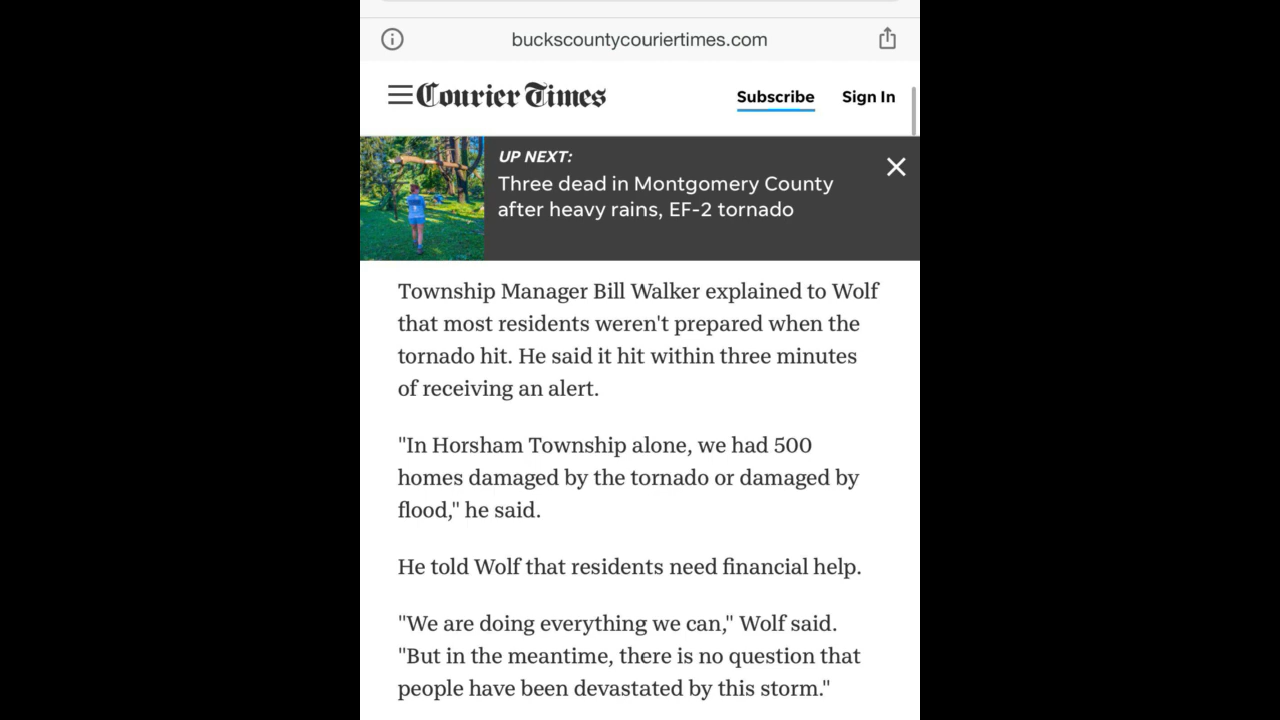 buckscountycouriertimes.com
Courier Times
Subscribe
Sign In
UP NEXT:
Three dead in Montgomery County
after heavy rains, EF-2 tornado
Township Manager Bill Walker explained to Wolf
that most residents weren't prepared when the
tornado hit. He said it hit within three minutes
of receiving an alert.
"In Horsham Township alone, we had 500
homes damaged by the tornado or damaged by
flood," he said.
He told Wolf that residents need financial help.
"We are doing everything we can," Wolf said.
"But in the meantime, there is no question that
people have been devastated by this storm."